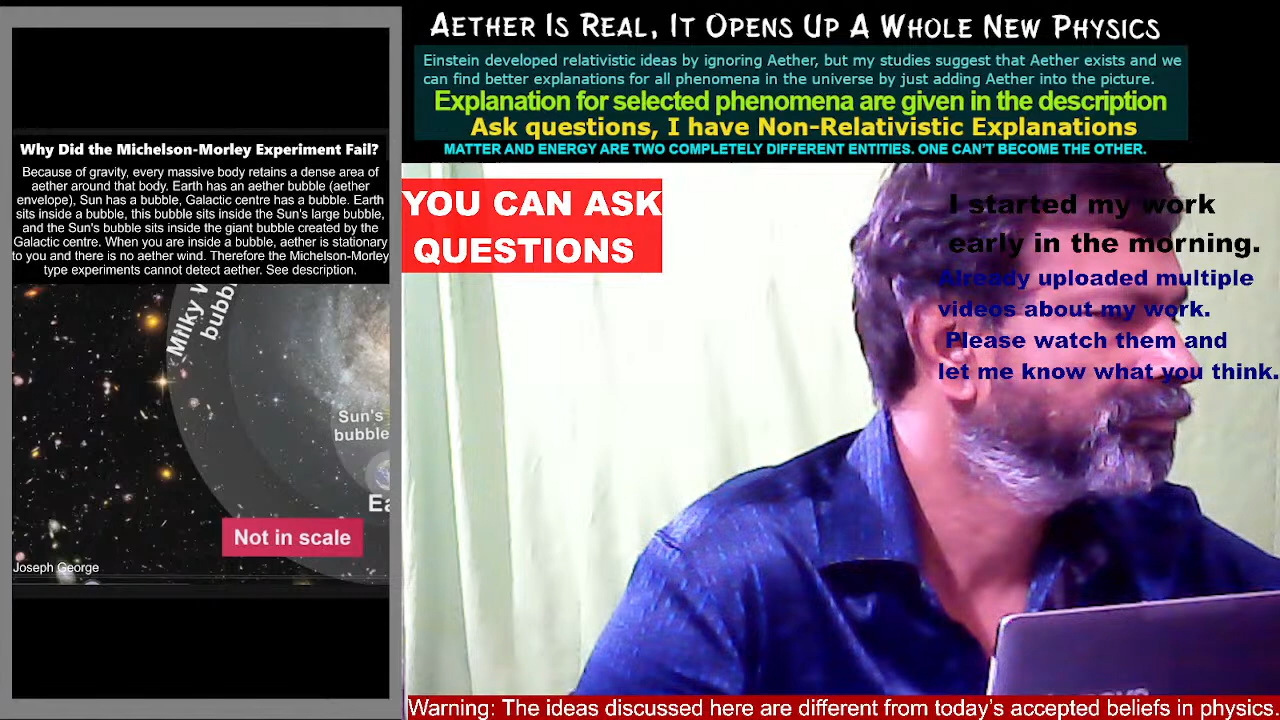 AETHER IS REAL, IT OPENS UP A WHOLE NEW PHYSICS
Einstein developed relativistic ideas by ignoring Aether, but my studies suggest that Aether exists and we
can find better explanations for all phenomena in the universe by just adding Aether into the picture.
Explanation for selected phenomena are given in the description
Ask questions, I have Non-Relativistic Explanations
MATTER AND ENERGY ARE TWO COMPLETELY DIFFERENT ENTITIES. ONE CAN'T BECOME THE OTHER.
Why Did the Michelson-Morley Experiment Fail?
Because of gravity, every massive body retains a dense area of
aether around that body. Earth has an aether bubble (aether
envelope), Sun has a bubble, Galactic centre has a bubble. Earth
sits inside a bubble, this bubble sits inside the Sun's large bubble,
and the Sun's bubble sits inside the giant bubble created by the
Galactic centre. When you are inside a bubble, aether is stationary
to you and there is no aether wind. Therefore the Michelson-Morley
type experiments cannot detect aether. See description.
Milky
bubb
Sun's
bubble
Ea
Not in scale
Joseph George
YOU CAN ASK
QUESTIONS
I started my work
early in the morning.
Already uploaded multiple
videos about my work.
Please watch them and
let me know what you think.
Warning: The ideas discussed here are different from today's accepted beliefs in physics.